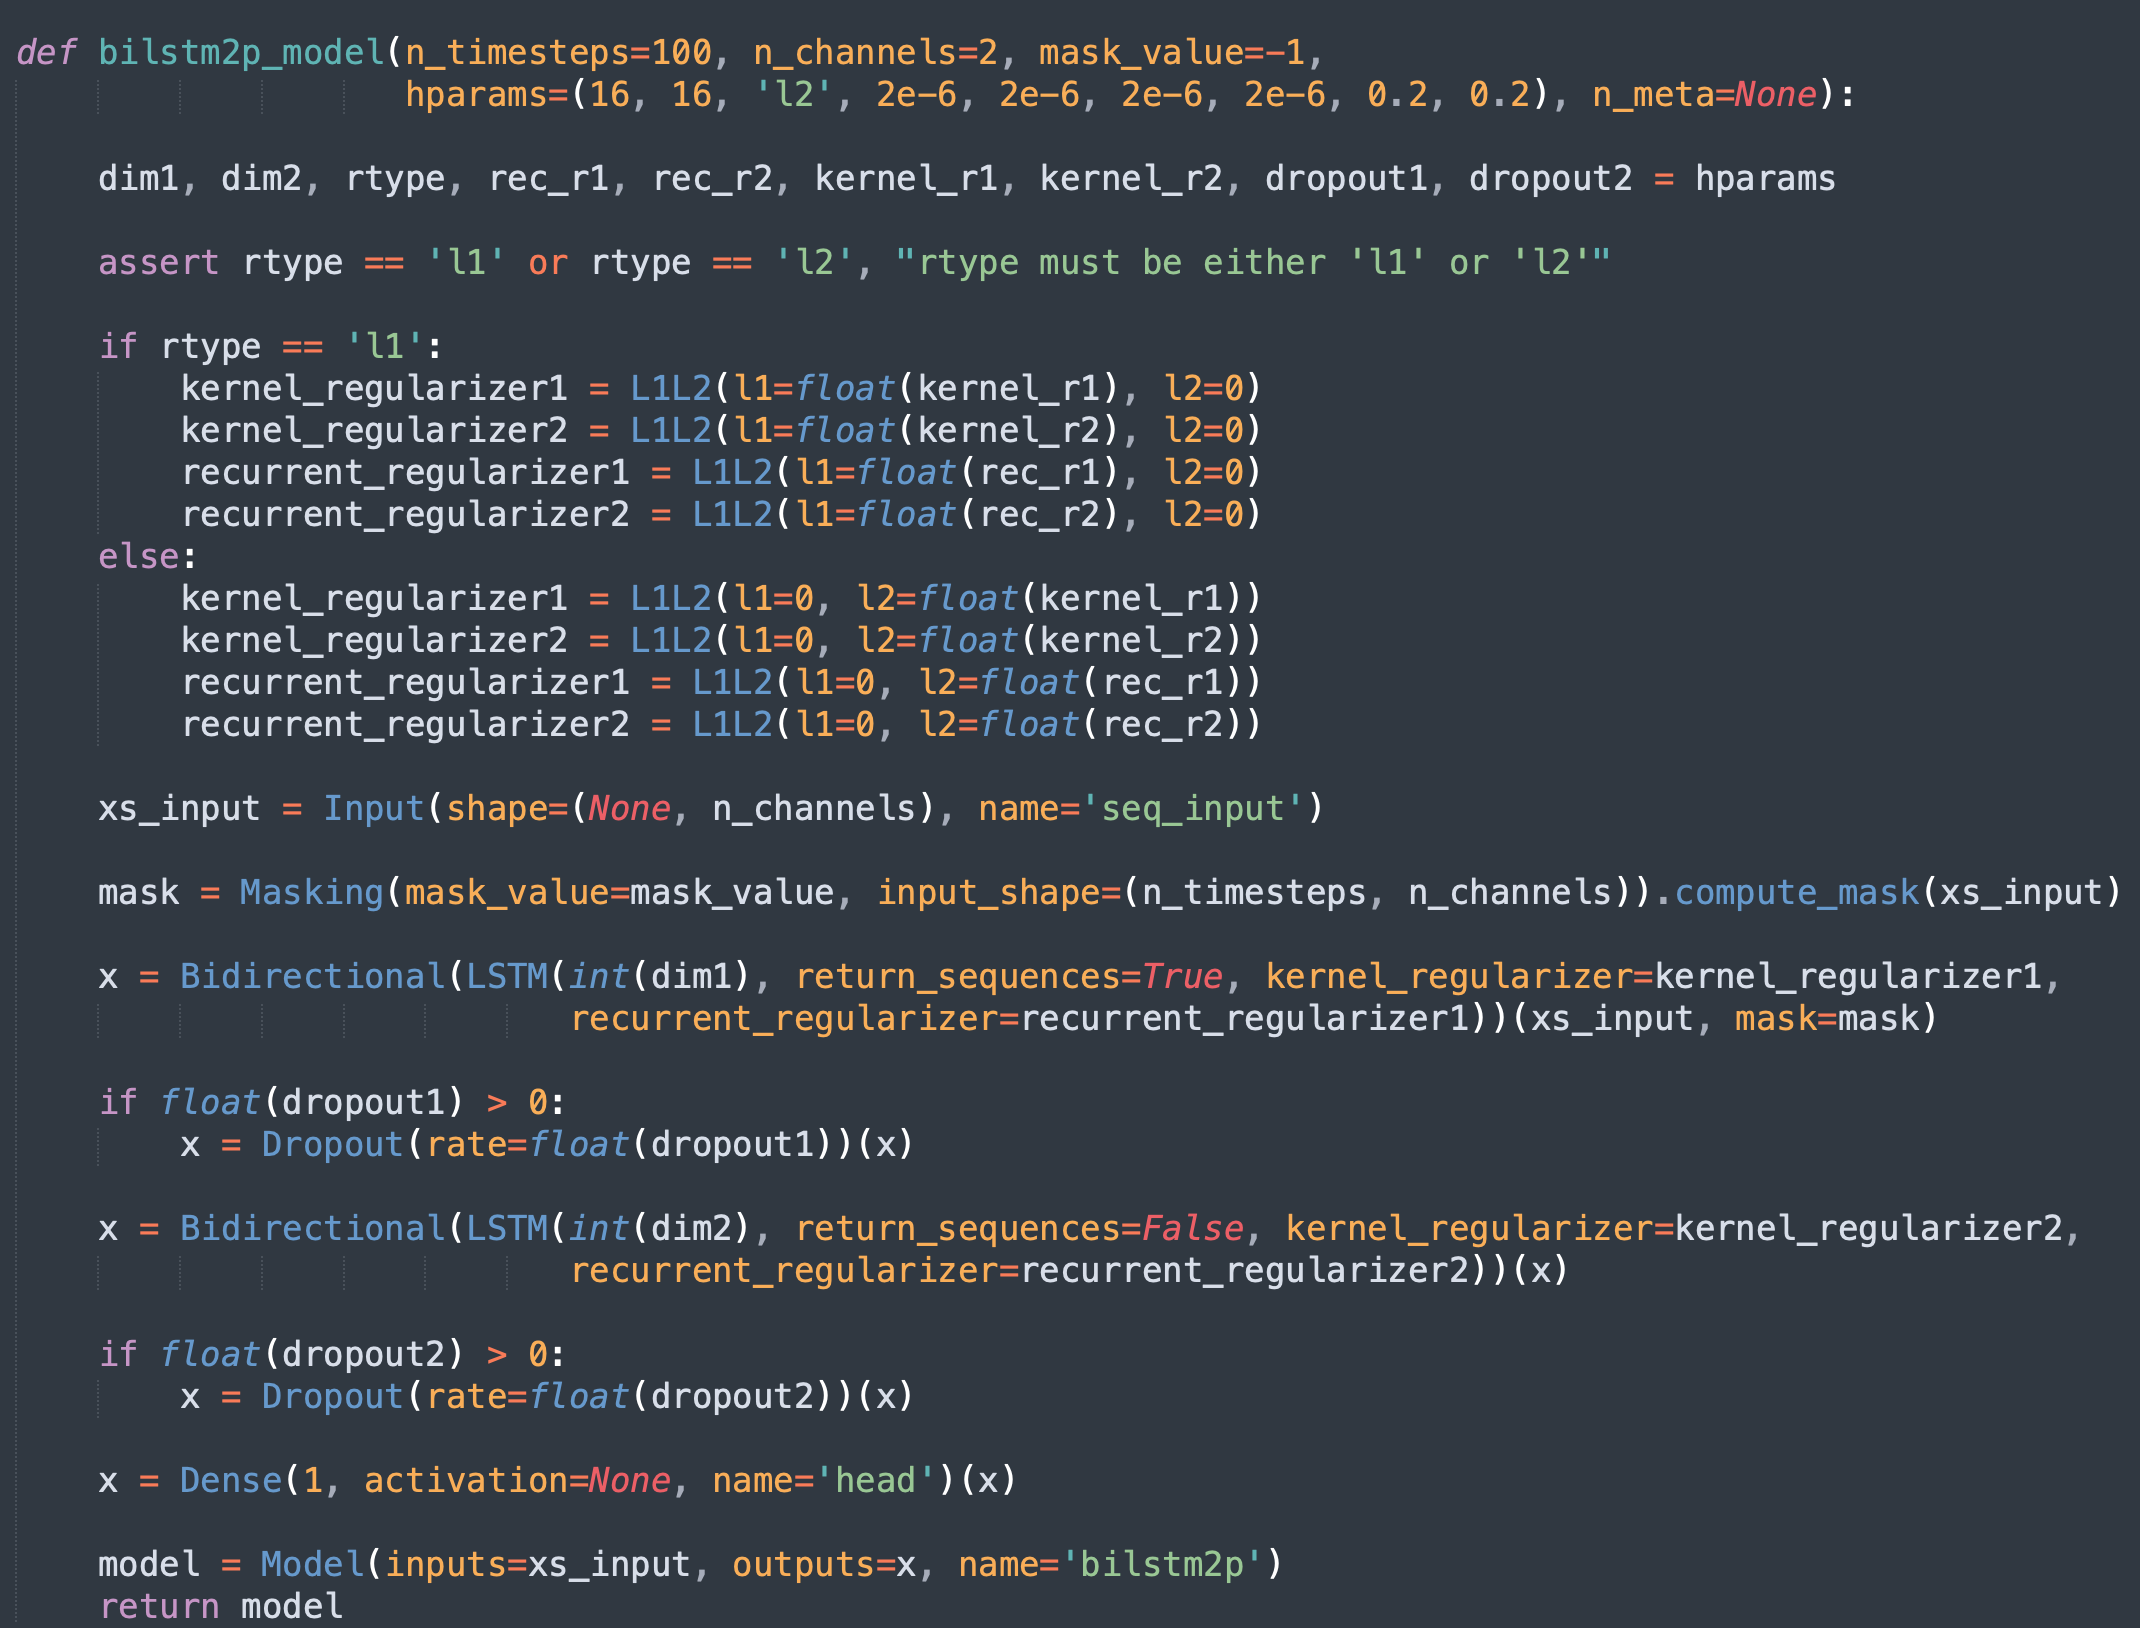 def bilstm2p_model(n_timesteps=100, n_channels=2, mask_value=-1,
hparams=(16, 16, 'l2', 2e-6, 2e-6, 2e-6, 2e-6, 0.2, 0.2), n_meta=None):
dim1, dim2, rtype, rec_r1, rec_r2, kernel_r1, kernel_r2, dropout1, dropout2 = hparams
assert rtype == 'l1' or rtype == 'l2', "rtype must be either 'l1' or 'l2'"
if rtype == 'l1':
kernel_regularizer1 = L1L2(l1=float(kernel_r1), l2=0)
kernel_regularizer2 = L1L2(l1=float(kernel_r2), l2=0)
recurrent_regularizer1 = L1L2(l1=float(rec_r1), l2=0)
recurrent_regularizer2 = L1L2(l1=float(rec_r2), l2=0)
else:
kernel_regularizer1 = L1L2(l1=0, l2=float(kernel_r1))
kernel_regularizer2 = L1L2(l1=0, l2=float(kernel_r2))
recurrent_regularizer1 = L1L2(l1=0, l2=float(rec_r1))
recurrent_regularizer2 = L1L2(l1=0, l2=float(rec_r2))
xs_input = Input(shape=(None, n_channels), name='seq_input')
mask = Masking(mask_value=mask_value, input_shape=(n_timesteps, n_channels)).compute_mask(xs_input)
x = Bidirectional(LSTM(int(dim1), return_sequences=True, kernel_regularizer=kernel_regularizer1,
recurrent_regularizer=recurrent_regularizer1))(xs_input, mask=mask)
if float(dropout1) > 0:
x = Dropout(rate=float(dropout1))(x)
x = Bidirectional(LSTM(int(dim2), return_sequences=False, kernel_regularizer=kernel_regularizer2,
recurrent_regularizer=recurrent_regularizer2))(x)
if float(dropout2) > 0:
x = Dropout(rate=float(dropout2))(x)
x = Dense(1, activation=None, name='head')(x)
model = Model(inputs=xs_input, outputs=x, name='bilstm2p')
return model